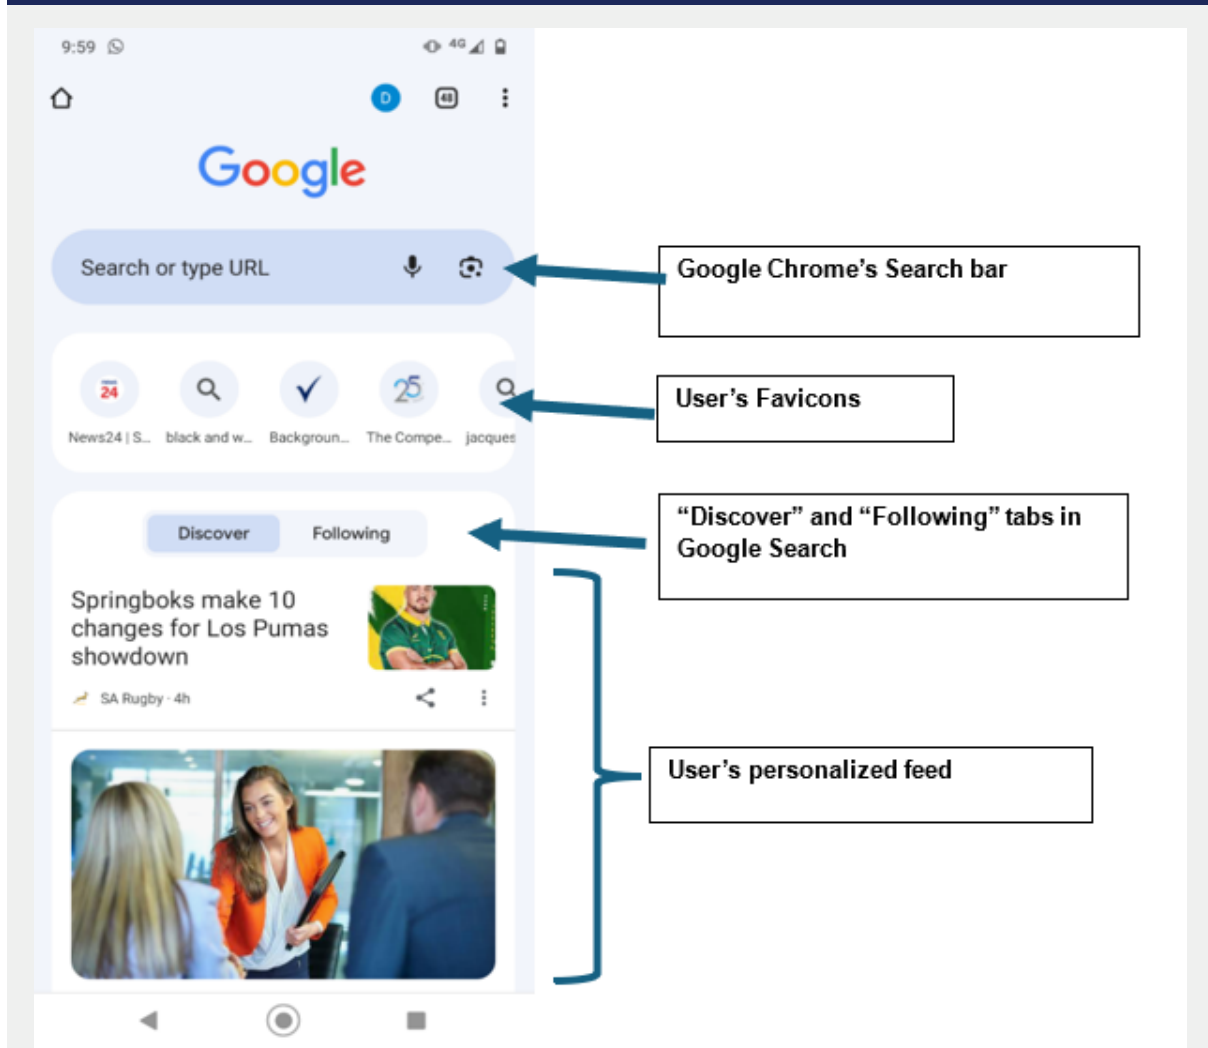 9:59
4G
D
48
Google
Search or type URL
Google Chrome’s Search bar
24
25
News24 | S...
black and w...
Backgroun...
The Compe...
jacques
User’s Favicons
Discover
Following
“Discover” and “Following” tabs in
Google Search
Springboks make 10
changes for Los Pumas
showdown
SA Rugby · 4h
User’s personalized feed